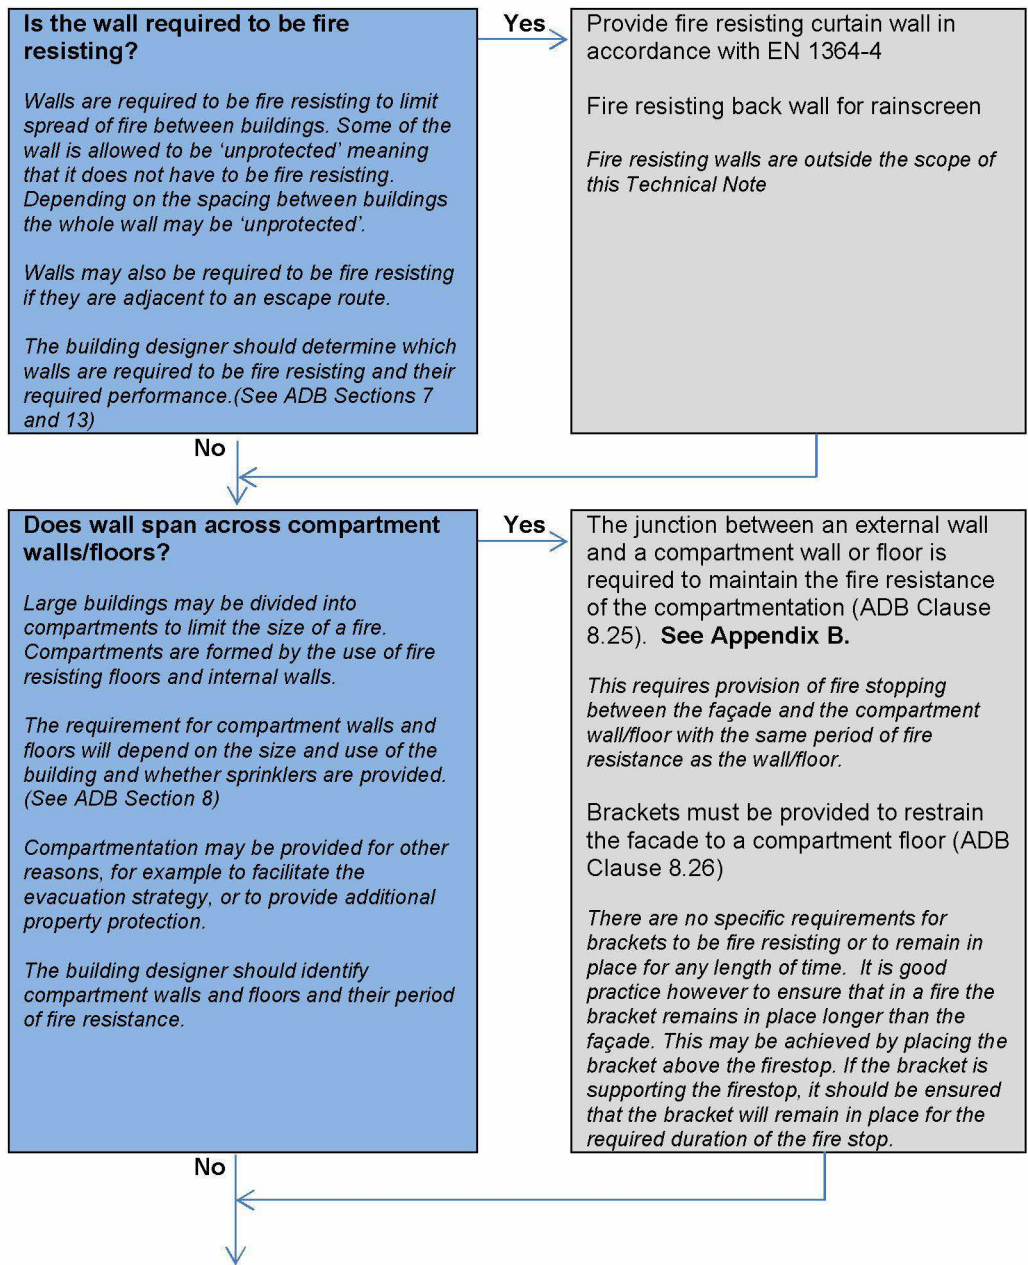 Is the wall required to be fire
resisting?
Walls are required to be fire resisting to limit
spread of fire between buildings. Some of the
wall is allowed to be ‘unprotected’ meaning
that it does not have to be fire resisting.
Depending on the spacing between buildings
the whole wall may be ‘unprotected’.
Walls may also be required to be fire resisting
if they are adjacent to an escape route.
The building designer should determine which
walls are required to be fire resisting and their
required performance.(See ADB Sections 7
and 13)
Yes
Provide fire resisting curtain wall in
accordance with EN 1364-4
Fire resisting back wall for rainscreen
Fire resisting walls are outside the scope of
this Technical Note
No
Does wall span across compartment
walls/floors?
Large buildings may be divided into
compartments to limit the size of a fire.
Compartments are formed by the use of fire
resisting floors and internal walls.
The requirement for compartment walls and
floors will depend on the size and use of the
building and whether sprinklers are provided.
(See ADB Section 8)
Compartmentation may be provided for other
reasons, for example to facilitate the
evacuation strategy, or to provide additional
property protection.
The building designer should identify
compartment walls and floors and their period
of fire resistance.
Yes
The junction between an external wall
and a compartment wall or floor is
required to maintain the fire resistance
of the compartmentation (ADB Clause
8.25).  See Appendix B.
This requires provision of fire stopping
between the façade and the compartment
wall/floor with the same period of fire
resistance as the wall/floor.
Brackets must be provided to restrain
the facade to a compartment floor (ADB
Clause 8.26)
There are no specific requirements for
brackets to be fire resisting or to remain in
place for any length of time.  It is good
practice however to ensure that in a fire the
bracket remains in place longer than the
façade. This may be achieved by placing the
bracket above the firestop. If the bracket is
supporting the firestop, it should be ensured
that the bracket will remain in place for the
required duration of the fire stop.
No